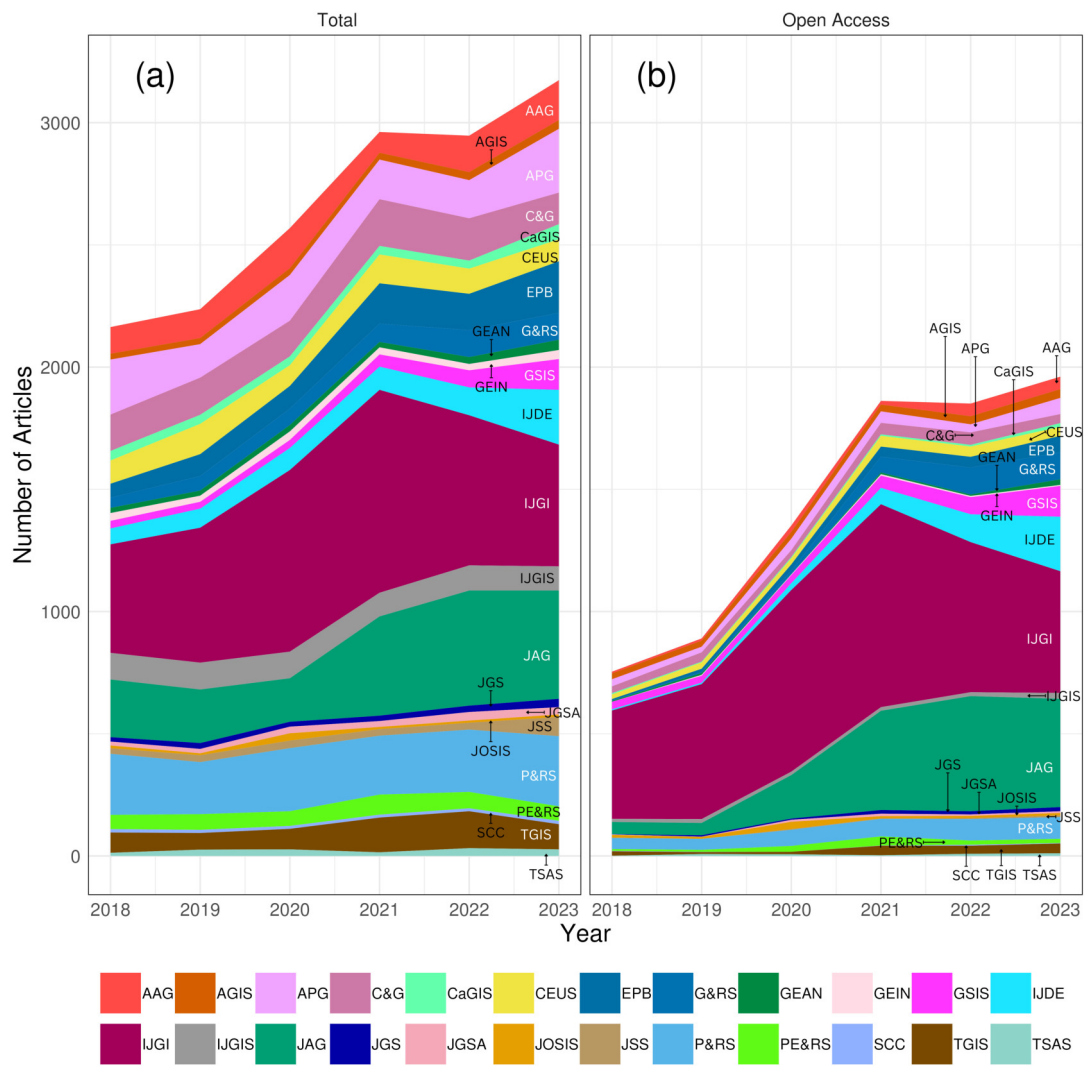 Total
Open Access
(a)
(b)
Number of Articles
3000
2000
1000
0
AAG
AGIS
APG
C&G
CaGIS
CEUS
EPB
G&RS
GEAN
GEIN
GSIS
IJDE
IJGI
IJGIS
JAG
JGS
JGSA
JSS
JOSIS
P&RS
PE&RS
SCC
TGIS
TSAS
AGIS
APG
AAG
CaGIS
C&G
CEUS
EPB
GEAN
G&RS
GSIS
GEIN
IJDE
IJGI
IJGIS
JAG
JGS
JGSA
JOSIS
JSS
P&RS
PE&RS
SCC
TGIS
TSAS
2018 2019 2020 2021 2022 2023
2018 2019 2020 2021 2022 2023
Year
AAG AGIS APG C&G CaGIS CEUS EPB G&RS GEAN GEIN GSIS IJDE
IJGI IJGIS JAG JGS JGSA JOSIS JSS P&RS PE&RS SCC TGIS TSAS